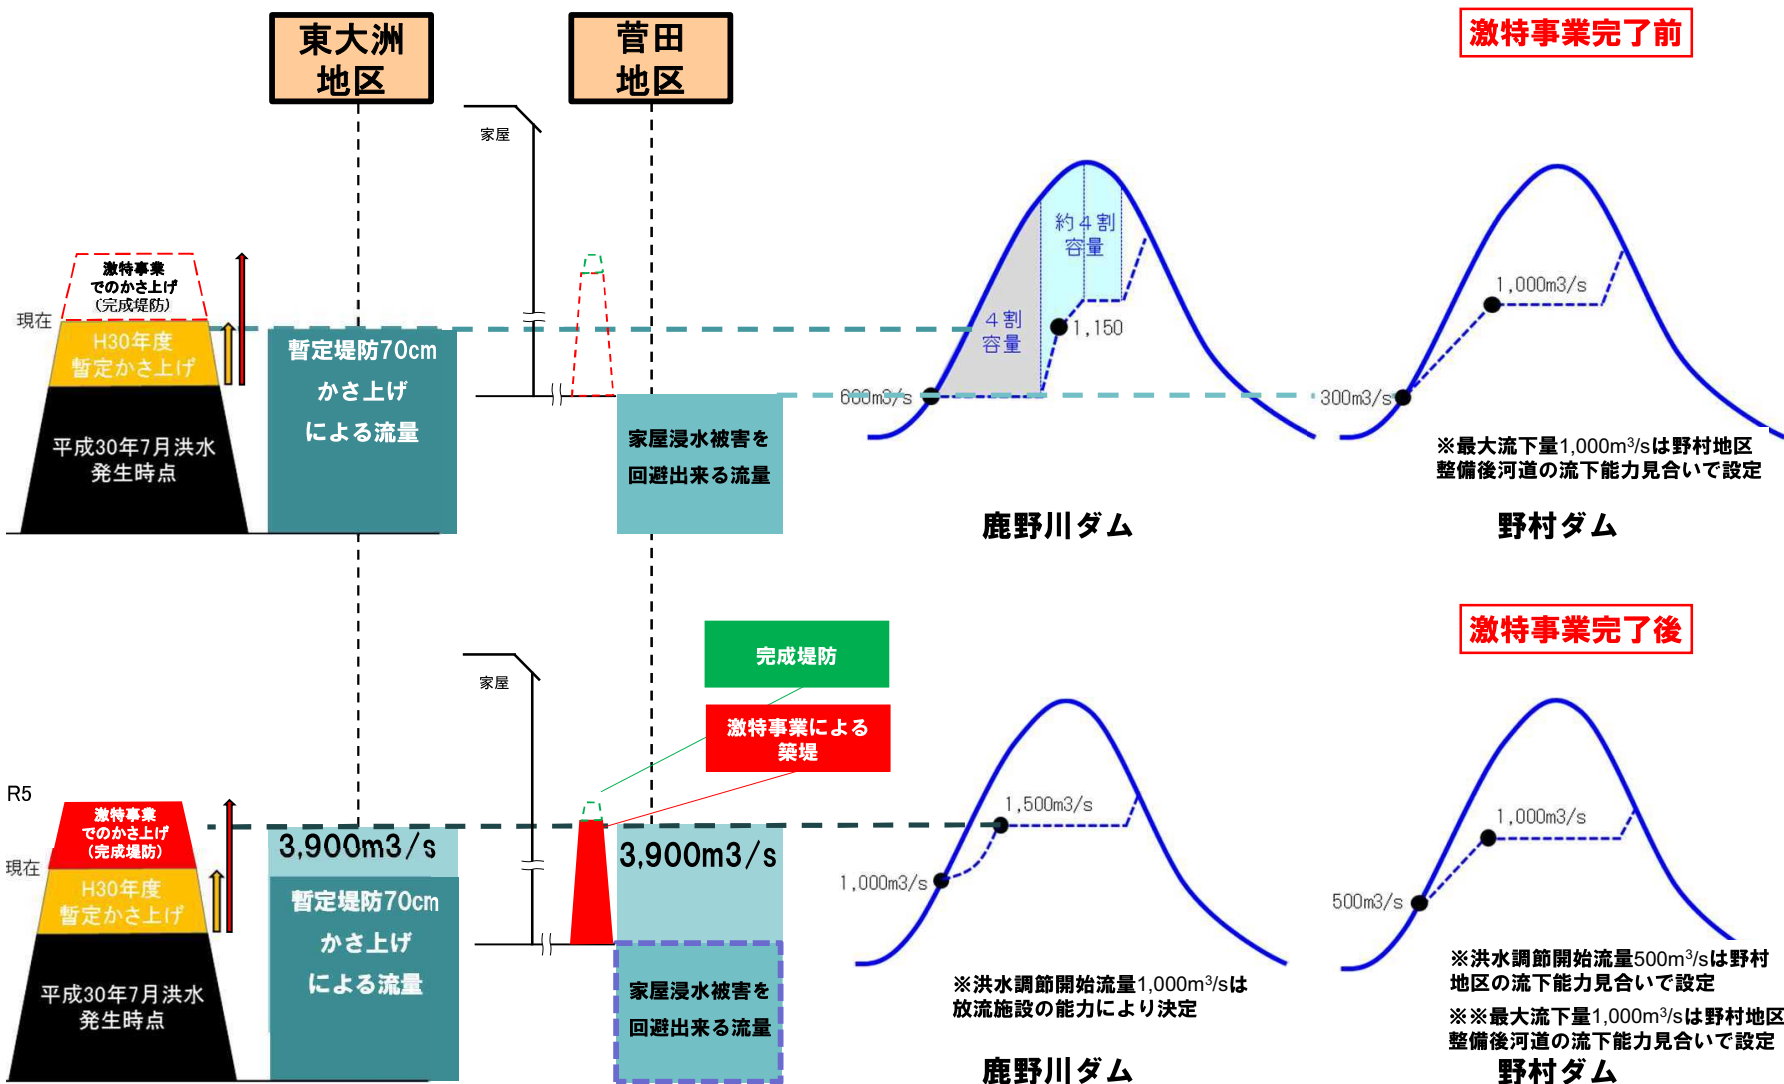 東大洲
地区
菅田
地区
激特事業完了前
家屋
激特事業
でのかさ上げ
(完成堤防)
現在
H30年度
暫定かさ上げ
平成30年7月洪水
発生時点
暫定堤防70cm
かさ上げ
による流量
家屋浸水被害を
回避出来る流量
約4割
容量
4割
容量
1,150
600m3/s
鹿野川ダム
1,000m3/s
300m3/s
※最大流下量1,000m³/sは野村地区
整備後河道の流下能力見合いで設定
野村ダム
激特事業完了後
家屋
完成堤防
激特事業による
築堤
R5
激特事業
でのかさ上げ
(完成堤防)
現在
H30年度
暫定かさ上げ
平成30年7月洪水
発生時点
3,900m3/s
暫定堤防70cm
かさ上げ
による流量
3,900m3/s
家屋浸水被害を
回避出来る流量
1,500m3/s
1,000m3/s
※洪水調節開始流量1,000m³/sは
放流施設の能力により決定
鹿野川ダム
1,000m3/s
500m3/s
※洪水調節開始流量500m³/sは野村
地区の流下能力見合いで設定
※※最大流下量1,000m³/sは野村地区
整備後河道の流下能力見合いで設定
野村ダム